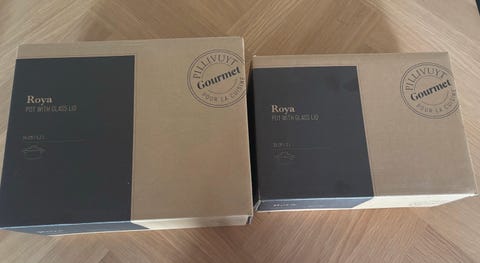 Roya
POT WITH GLASS LID
PILLIVUYT
Gourmet
POUR LA CUISINE
Roya
POT WITH GLASS LID
PILLIVUYT
Gourmet
POUR LA CUISINE
Roya